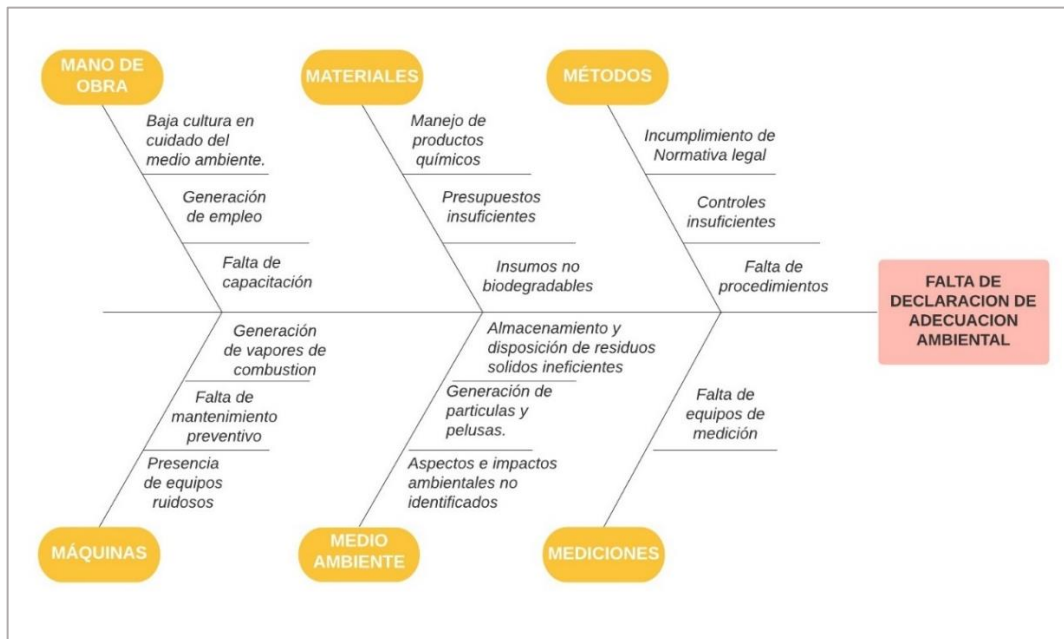 MANO DE
OBRA
MATERIALES
MÉTODOS
Baja cultura en
cuidado del
medio ambiente.
Generación
de empleo
Falta de
capacitación
Manejo de
productos
químicos
Presupuestos
insuficientes
Insumos no
biodegradables
Incumplimiento de
Normativa legal
Controles
insuficientes
Falta de
procedimientos
FALTA DE
DECLARACION DE
ADECUACION
AMBIENTAL
Generación
de vapores de
combustion
Falta de
mantenimiento
preventivo
Presencia
de equipos
ruidosos
Almacenamiento y
disposición de residuos
solidos ineficientes
Generación de
particulas y
pelusas.
Aspectos e impactos
ambientales no
identificados
Falta de
equipos de
medición
MÁQUINAS
MEDIO
AMBIENTE
MEDICIONES